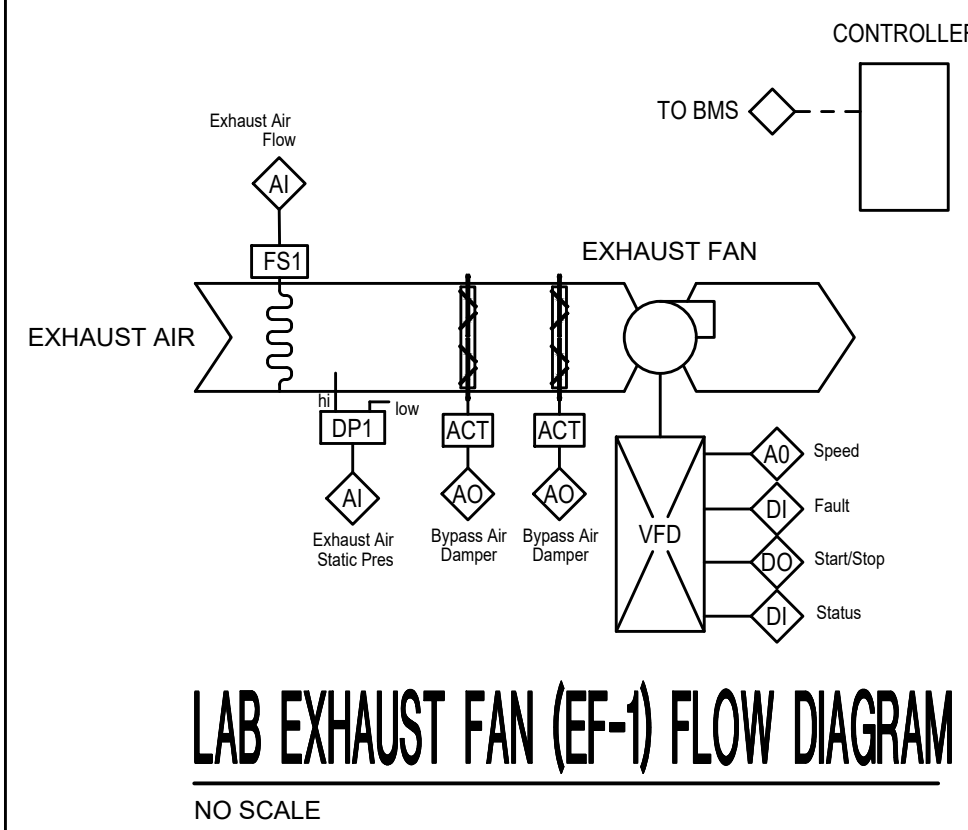 CONTROLLER
TO BMS
Exhaust Air
Flow
AI
FS1
EXHAUST FAN
EXHAUST AIR
hi
low
DP1
ACT
ACT
AI
AO
AO
Exhaust Air
Static Pres
Bypass Air
Damper
Bypass Air
Damper
VFD
A0
Speed
DI
Fault
DO
Start/Stop
DI
Status
LAB EXHAUST FAN (EF-1) FLOW DIAGRAM
NO SCALE